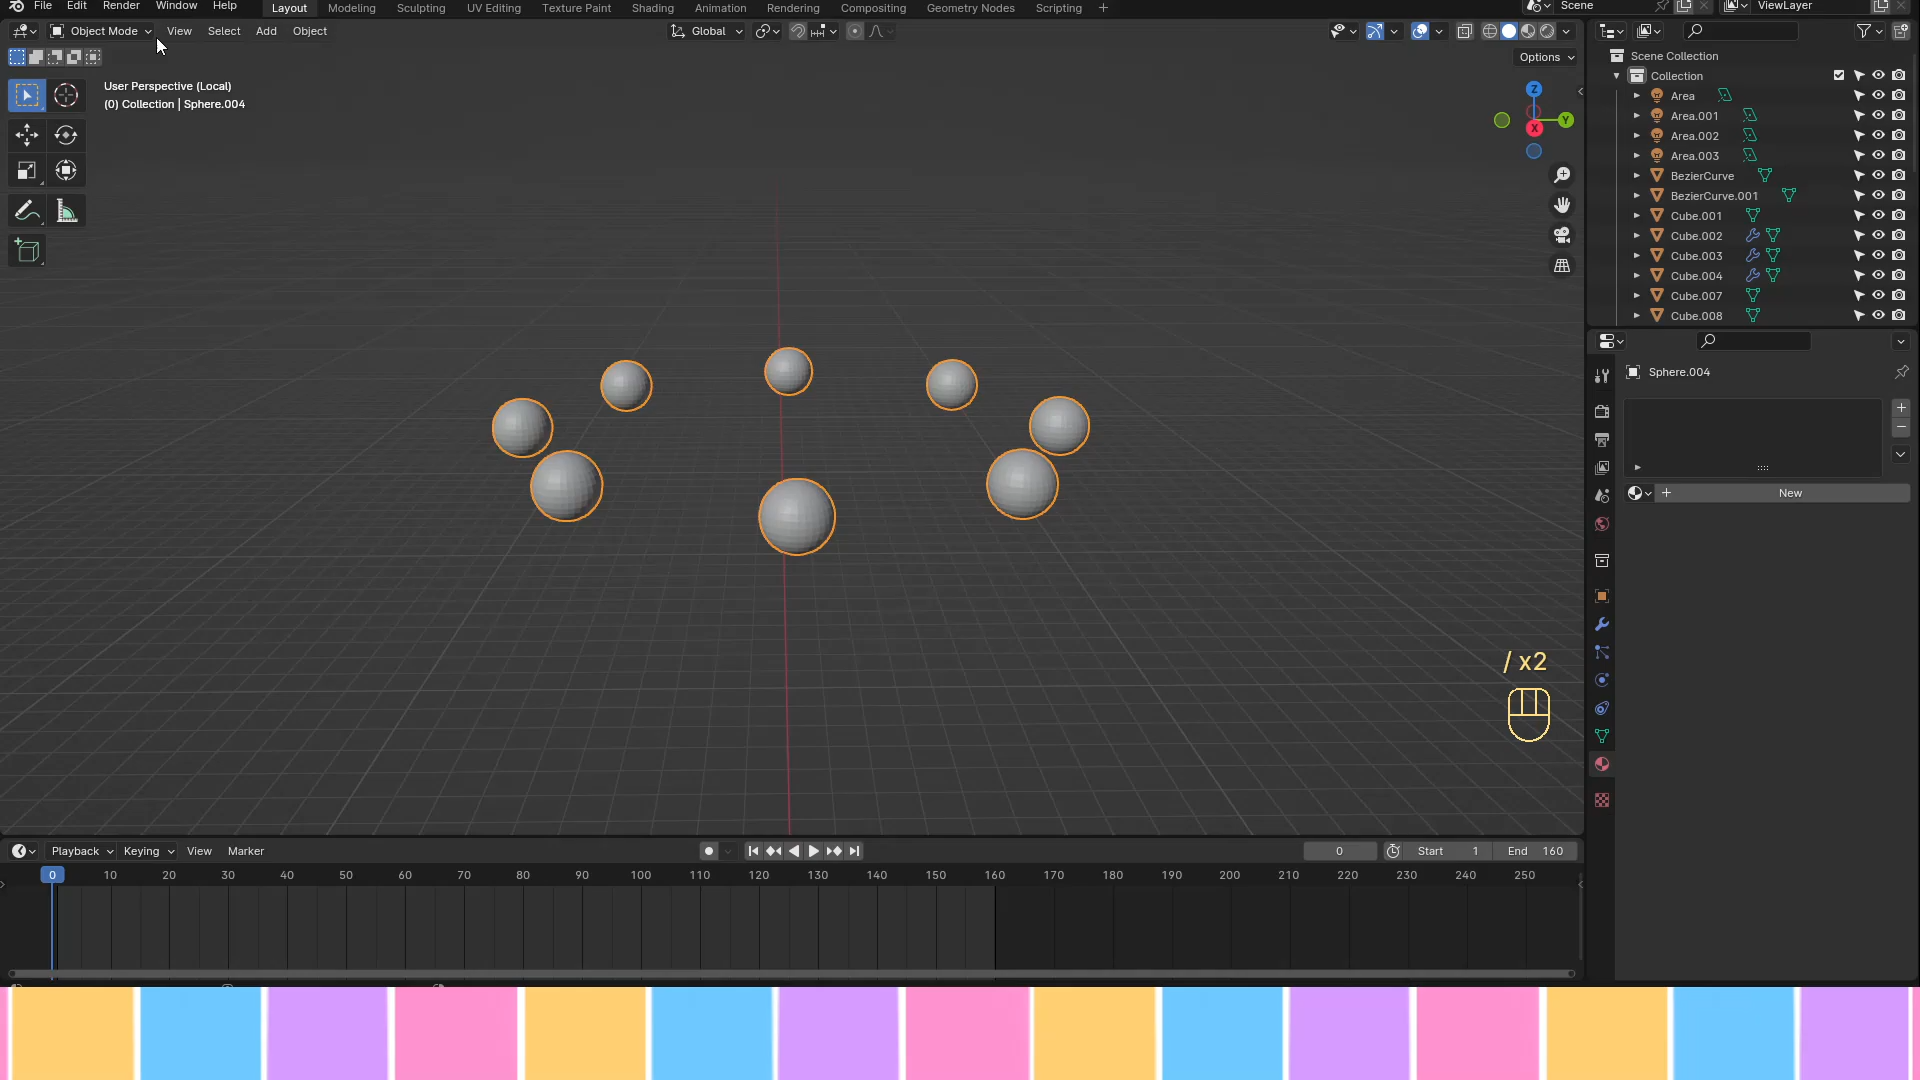 File Edit Render Window Help Layout Modeling Sculpting UV Editing Texture Paint Shading Animation Rendering Compositing Geometry Nodes Scripting + Scene ViewLayer
Object Mode View Select Add Object Global
Options
User Perspective (Local)
(0) Collection | Sphere.004
Z
Y
X
Scene Collection
Collection
Area
Area.001
Area.002
Area.003
BezierCurve
BezierCurve.001
Cube.001
Cube.002
Cube.003
Cube.004
Cube.007
Cube.008
Sphere.004
+
−
+ New
/ x2
Playback Keying View Marker 0 Start 1 End 160
0 10 20 30 40 50 60 70 80 90 100 110 120 130 140 150 160 170 180 190 200 210 220 230 240 250